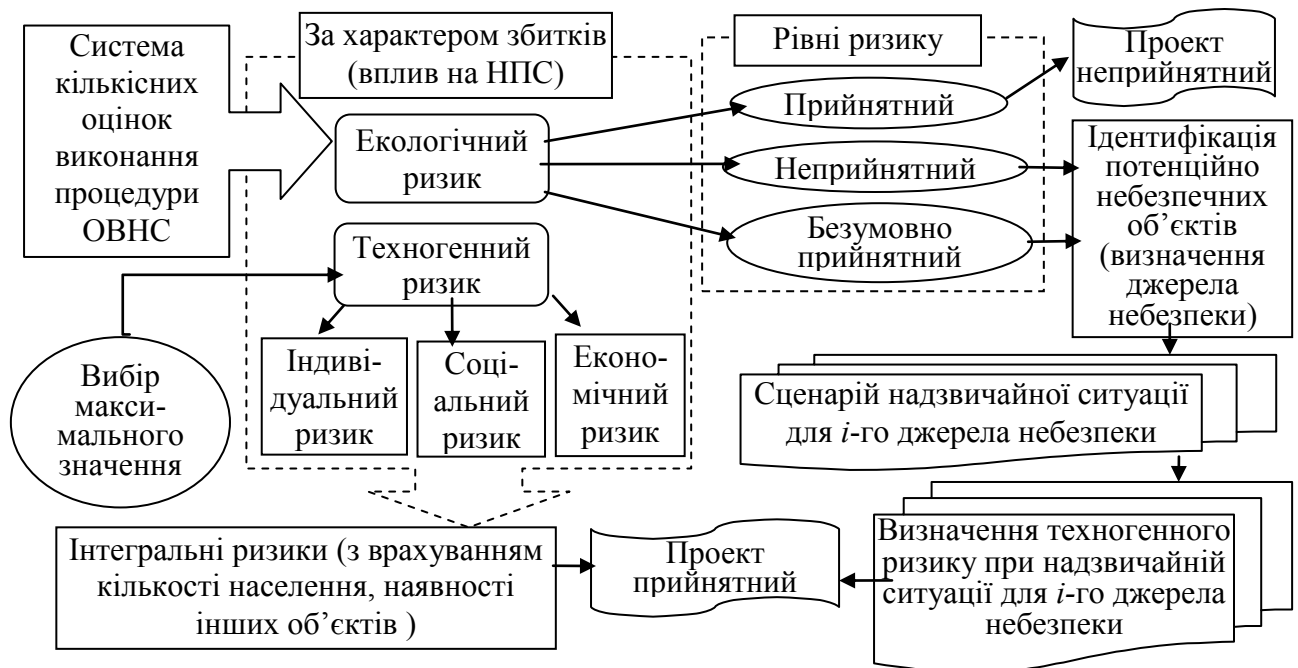 Система
кількісних
оцінок
виконання
процедури
ОВНС
За характером збитків
(вплив на НПС)
Екологічний
ризик
Техногенний
ризик
Індиві-
дуальний
ризик
Соці-
альний
ризик
Еконо-
мічний
ризик
Вибір
макси-
мального
значення
Рівні ризику
Прийнятний
Неприйнятний
Безумовно
прийнятний
Проект
неприйнятний
Ідентифікація
потенційно
небезпечних
об’єктів
(визначення
джерела
небезпеки)
Сценарій надзвичайної ситуації
для i-го джерела небезпеки
Визначення техногенного
ризику при надзвичайній
ситуації для i-го джерела
небезпеки
Проект
прийнятний
Інтегральні ризики (з врахуванням
кількості населення, наявності
інших об’єктів )